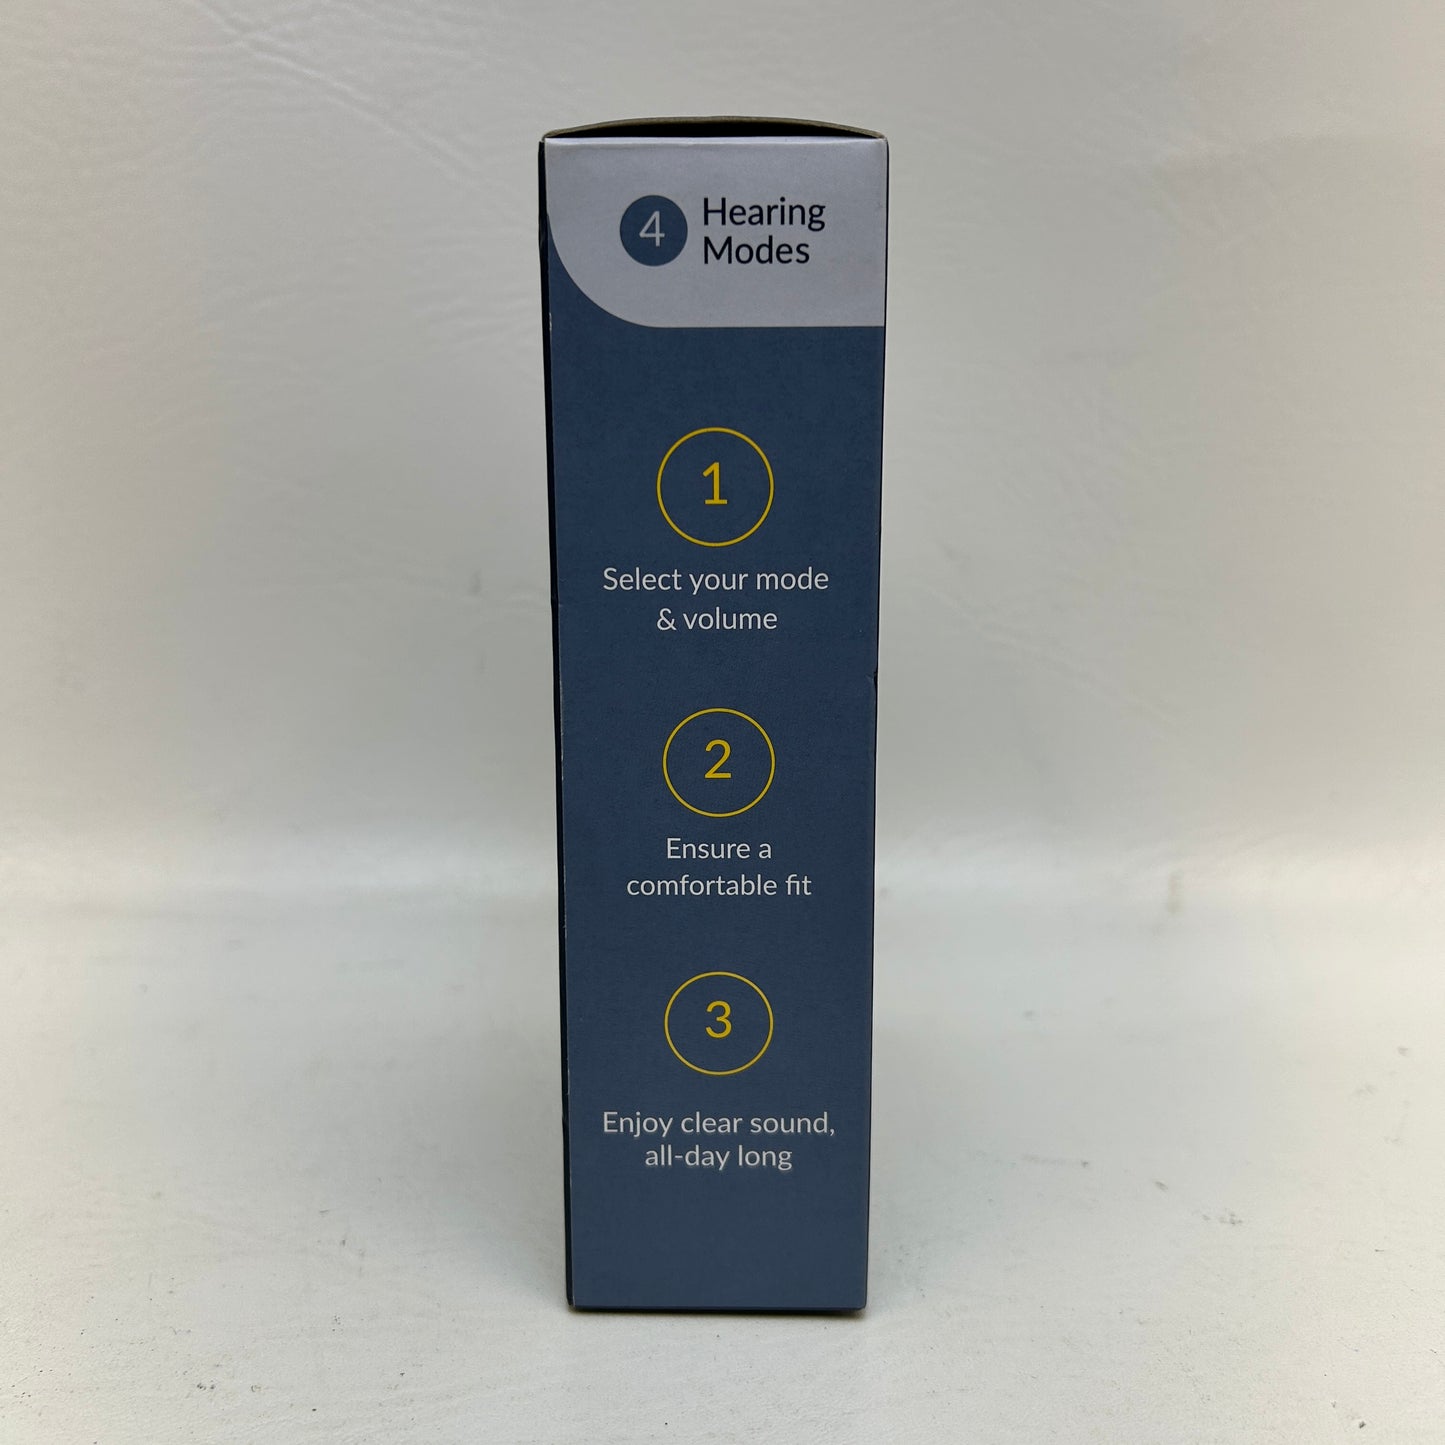 4 Hearing
Modes
1
Select your mode
& volume
2
Ensure a
comfortable fit
3
Enjoy clear sound,
all-day long